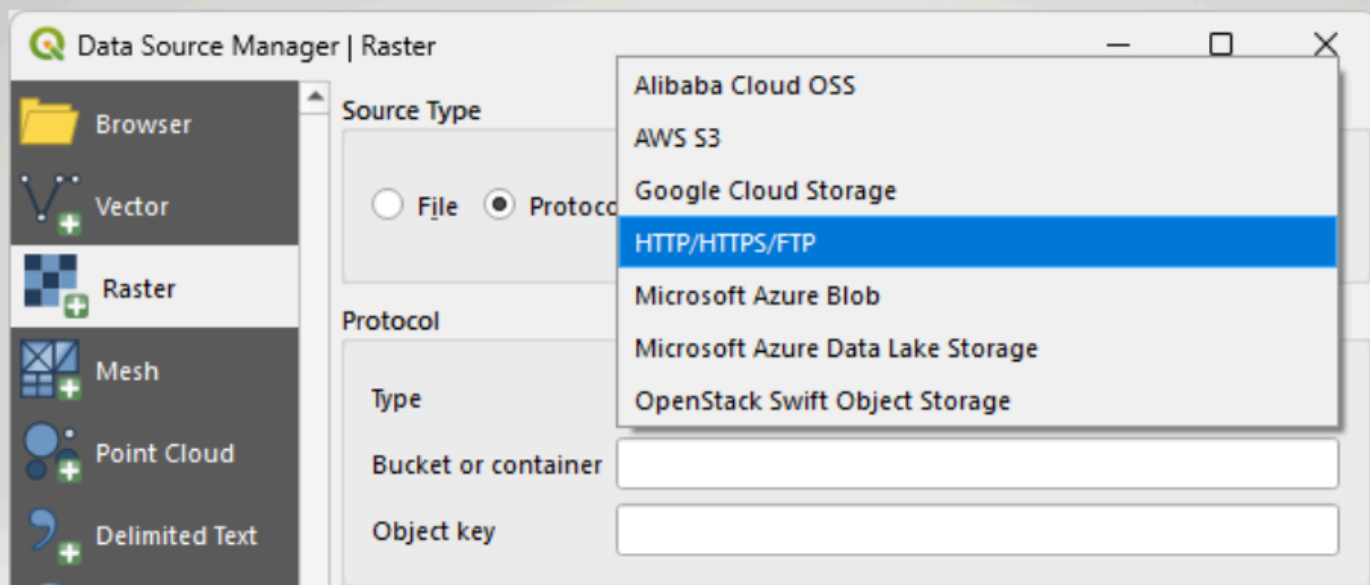 Data Source Manager | Raster
Browser
Vector
Raster
Mesh
Point Cloud
Delimited Text
Source Type
File
Protoco
Protocol
Type
Bucket or container
Object key
Alibaba Cloud OSS
AWS S3
Google Cloud Storage
HTTP/HTTPS/FTP
Microsoft Azure Blob
Microsoft Azure Data Lake Storage
OpenStack Swift Object Storage